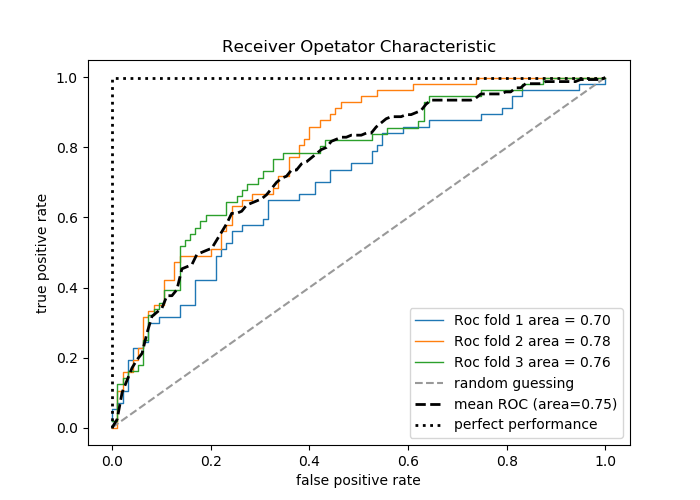 Receiver Opetator Characteristic
1.0
0.8
0.6
0.4
0.2
0.0
true positive rate
Roc fold 1 area = 0.70
Roc fold 2 area = 0.78
Roc fold 3 area = 0.76
random guessing
mean ROC (area=0.75)
perfect performance
0.0 0.2 0.4 0.6 0.8 1.0
false positive rate